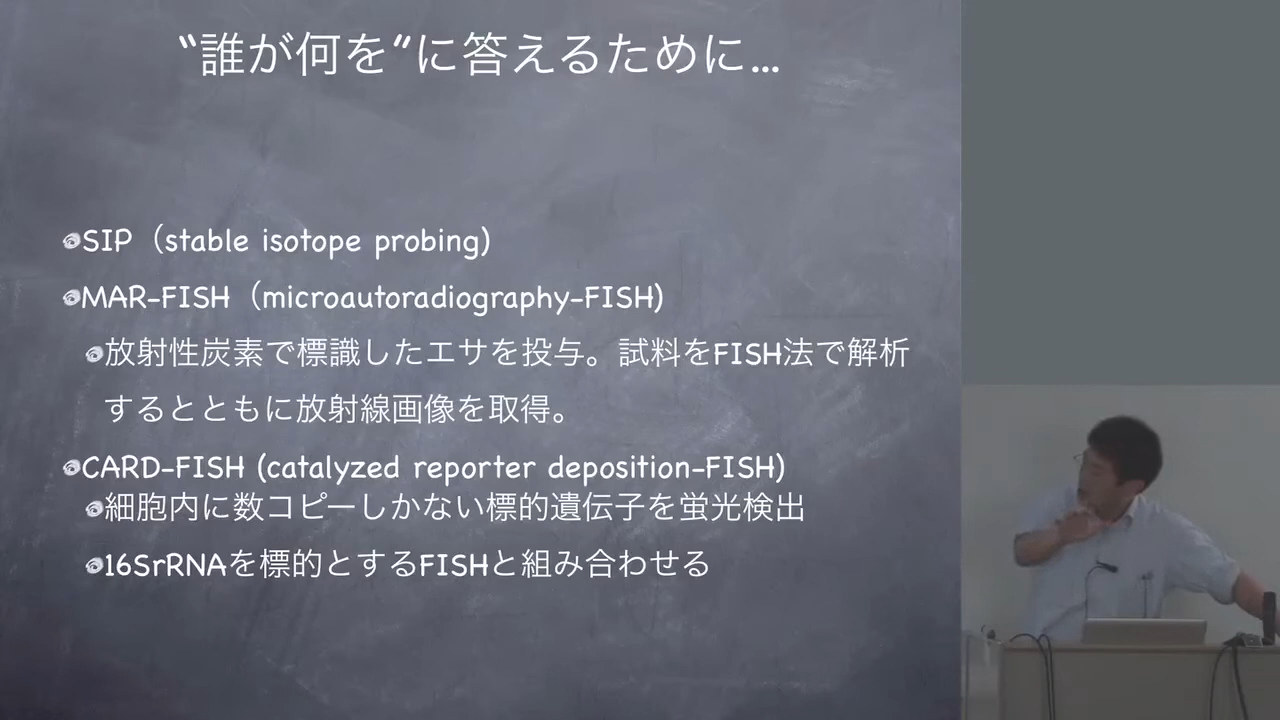 “誰が何を”に答えるために…
SIP（stable isotope probing)
MAR-FISH（microautoradiography-FISH)
放射性炭素で標識したエサを投与。試料をFISH法で解析
するとともに放射線画像を取得。
CARD-FISH (catalyzed reporter deposition-FISH)
細胞内に数コピーしかない標的遺伝子を蛍光検出
16SrRNAを標的とするFISHと組み合わせる